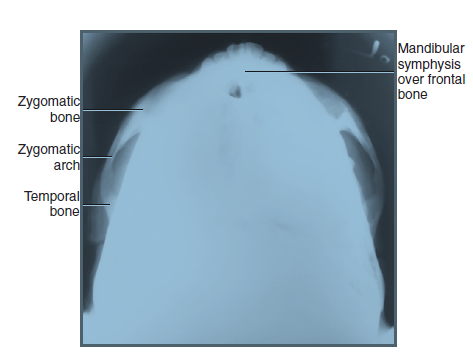 Mandibular
symphysis
over frontal
bone
Zygomatic
bone
Zygomatic
arch
Temporal
bone